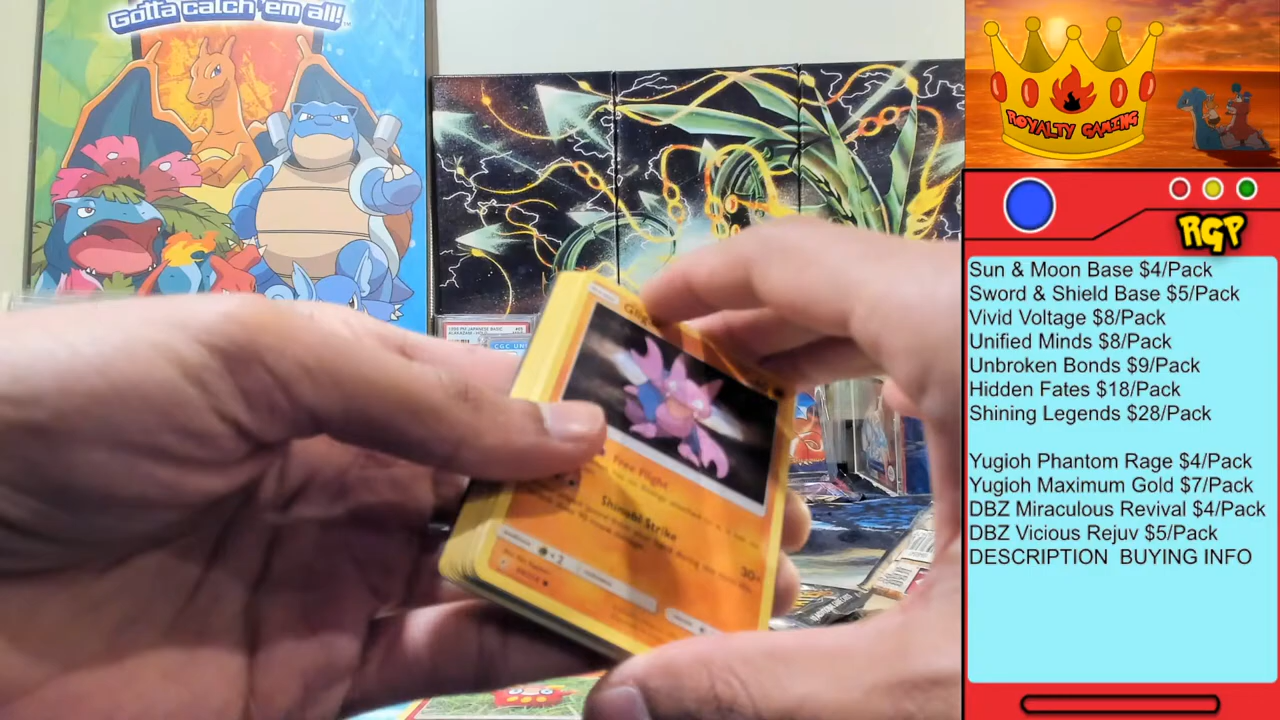 Gotta catch 'em all!
ROYALTY GAMING
RGP
Sun & Moon Base $4/Pack
Sword & Shield Base $5/Pack
Vivid Voltage $8/Pack
Unified Minds $8/Pack
Unbroken Bonds $9/Pack
Hidden Fates $18/Pack
Shining Legends $28/Pack
Yugioh Phantom Rage $4/Pack
Yugioh Maximum Gold $7/Pack
DBZ Miraculous Revival $4/Pack
DBZ Vicious Rejuv $5/Pack
DESCRIPTION BUYING INFO
Free Flight
Shinobi Strike
30+
×2